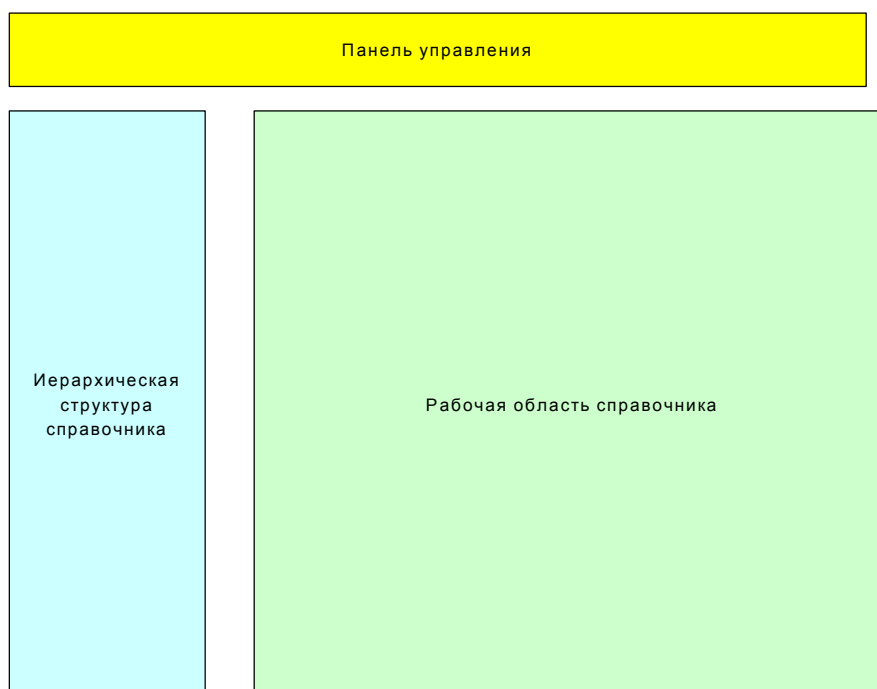 Панель управления
Иерархическая
структура
справочника
Рабочая область справочника